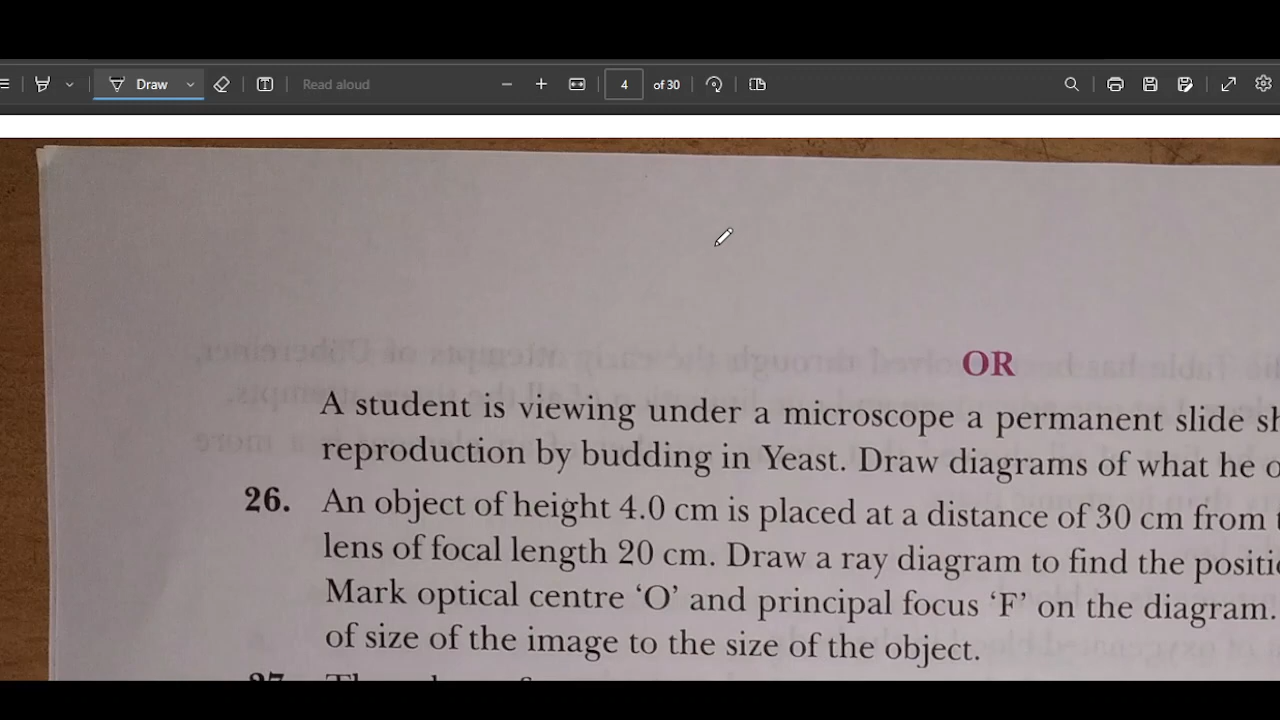 Draw
Read aloud
4 of 30
OR
A student is viewing under a microscope a permanent slide sh
reproduction by budding in Yeast. Draw diagrams of what he o
26. An object of height 4.0 cm is placed at a distance of 30 cm from
lens of focal length 20 cm. Draw a ray diagram to find the positi
Mark optical centre ‘O’ and principal focus ‘F’ on the diagram.
of size of the image to the size of the object.